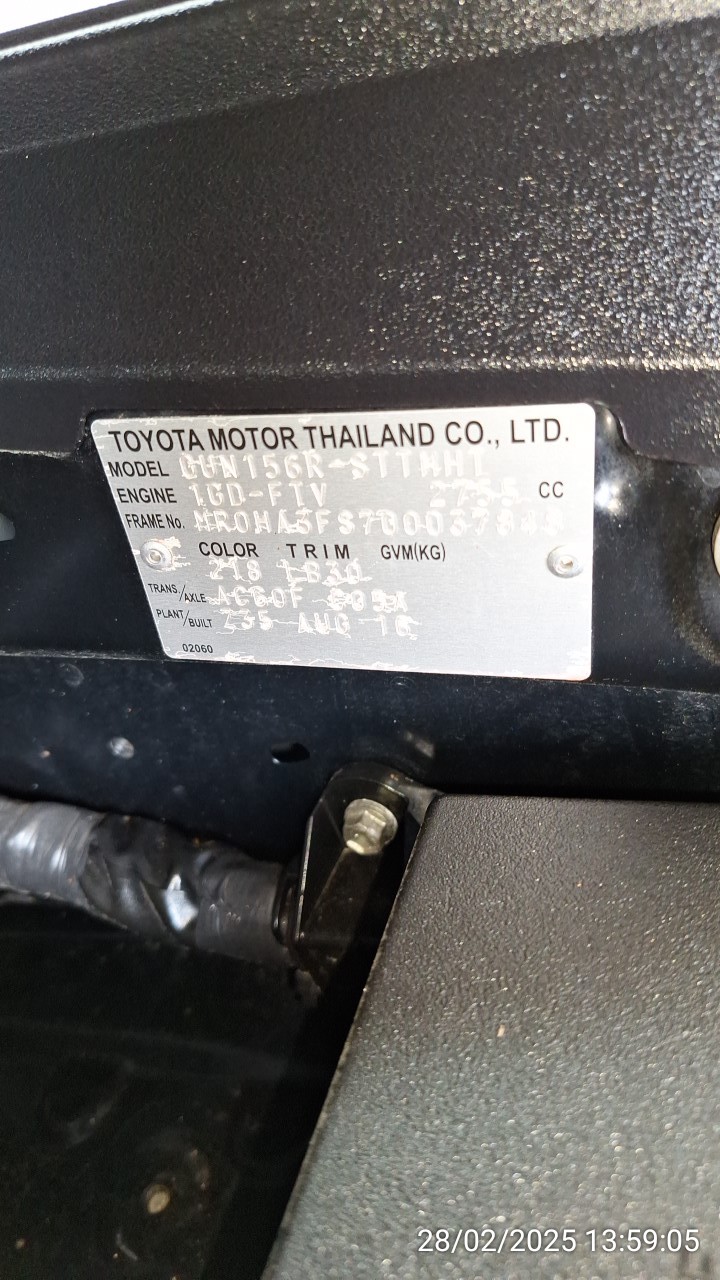 TOYOTA MOTOR THAILAND CO., LTD.
MODEL GUN156R-STTHHT
ENGINE 1GD-FTV 2755 CC
FRAME No.
COLOR TRIM GVM(KG)
218 LB30
TRANS./AXLE AC60F
PLANT/BUILT AUG 16
02060
28/02/2025 13:59:05